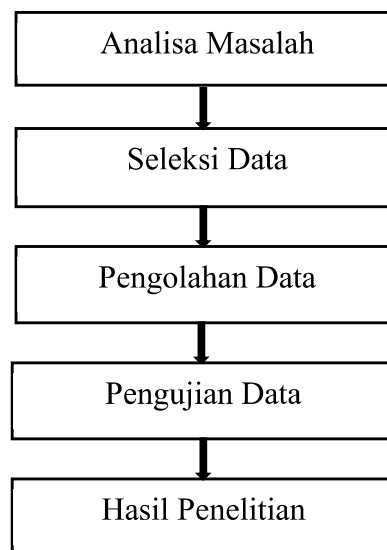 Analisa Masalah
Seleksi Data
Pengolahan Data
Pengujian Data
Hasil Penelitian